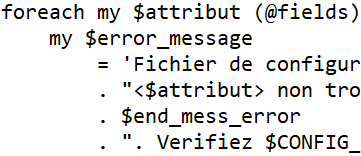 foreach my $attribut (@fields)
my $error_message
= 'Fichier de configur
. "<$attribut> non tro
. $end_mess_error
. ". Verifiez $CONFIG_